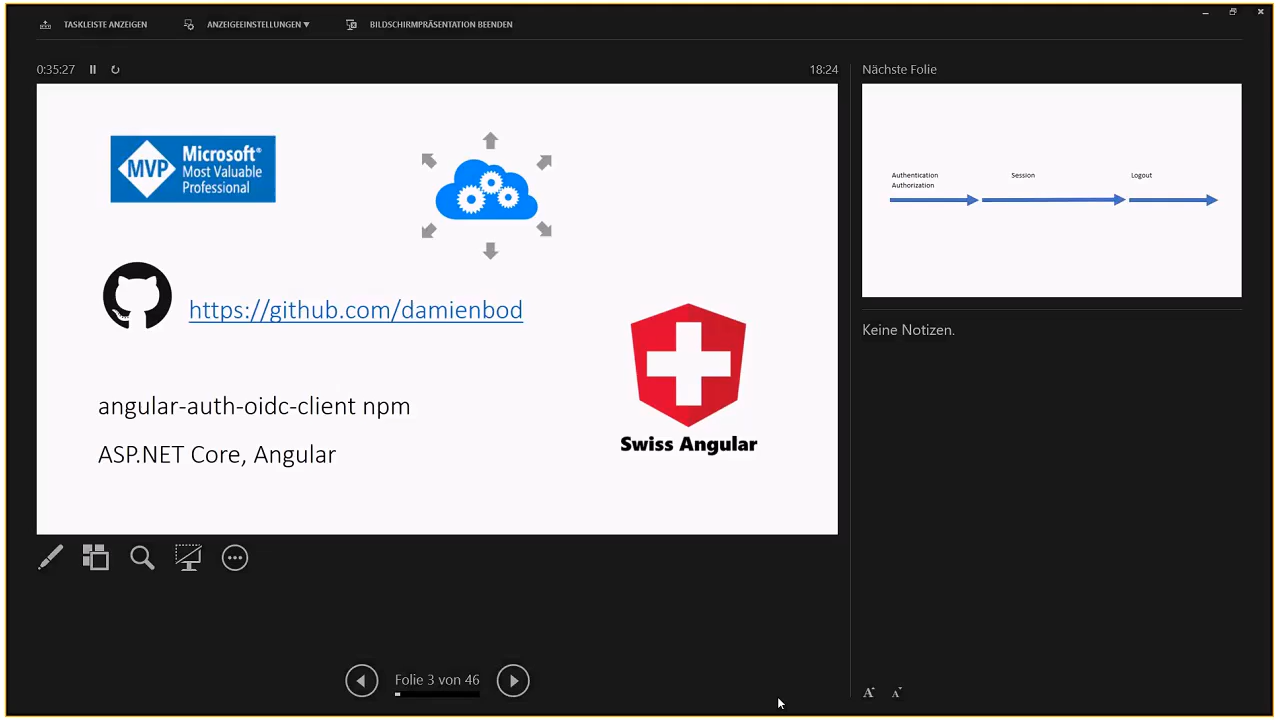 TASKLEISTE ANZEIGEN
ANZEIGEEINSTELLUNGEN
BILDSCHIRMPRÄSENTATION BEENDEN
0:35:27
18:24
Nächste Folie
MVP
Microsoft®
Most Valuable
Professional
https://github.com/damienbod
angular-auth-oidc-client npm
ASP.NET Core, Angular
Swiss Angular
Authentication
Authorization
Session
Logout
Keine Notizen.
Folie 3 von 46
A
A